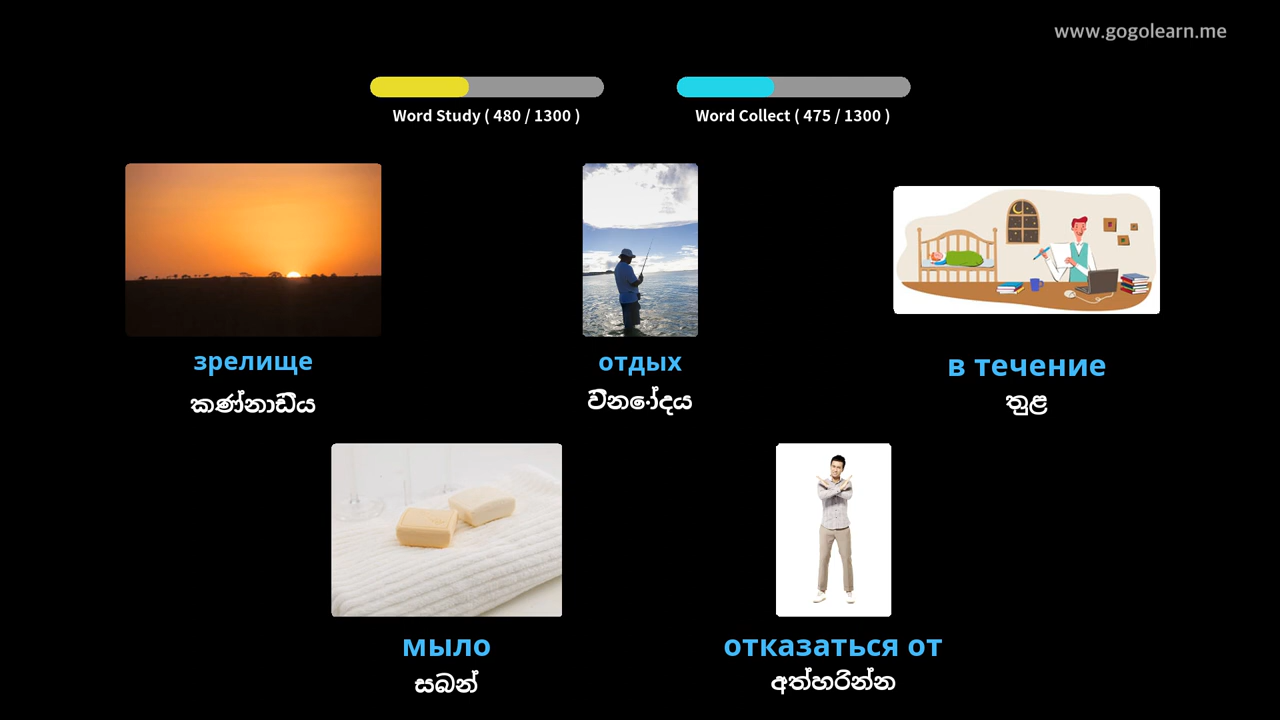 www.gogolearn.me
Word Study ( 480 / 1300 )
Word Collect ( 475 / 1300 )
зрелище
කණ්නාඩිය
отдых
විනෝදය
в течение
තුළ
мыло
සබන්
отказаться от
අත්හරින්න